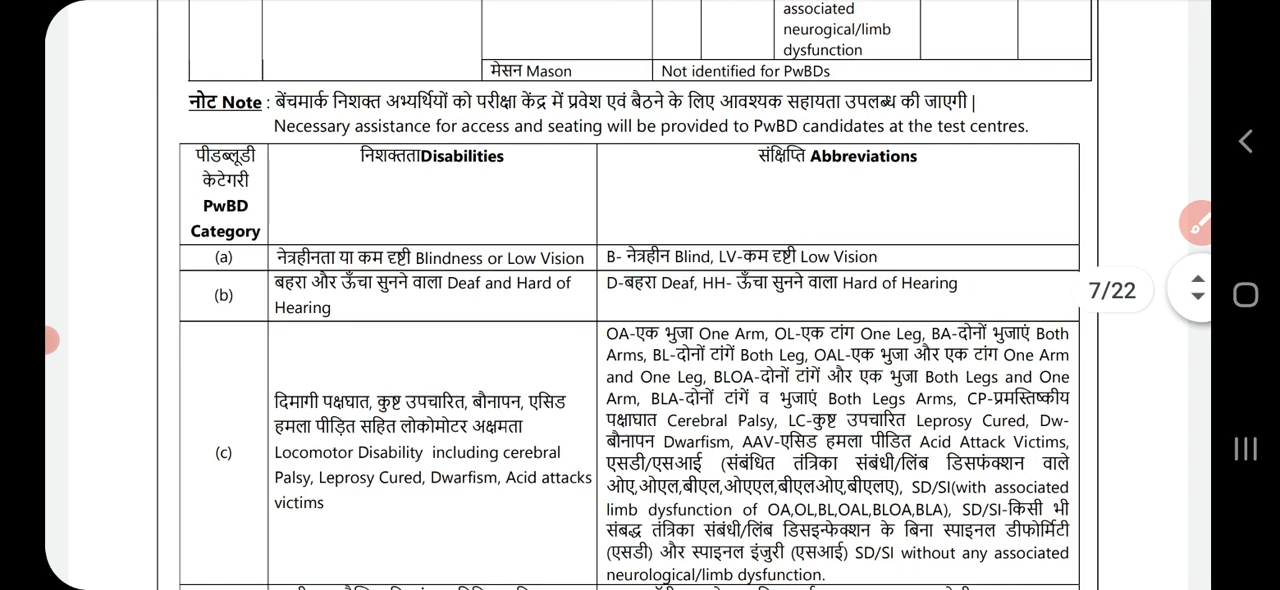 associated
neurogical/limb
dysfunction
मेसन Mason Not identified for PwBDs
नोट Note : बेंचमार्क निशक्त अभ्यर्थियों को परीक्षा केंद्र में प्रवेश एवं बैठने के लिए आवश्यक सहायता उपलब्ध की जाएगी |
Necessary assistance for access and seating will be provided to PwBD candidates at the test centres.
पीडब्लूडी
केटेगरी
PwBD
Category
निशक्तताDisabilities
संक्षिप्ति Abbreviations
(a)
नेत्रहीनता या कम दृष्टी Blindness or Low Vision
B- नेत्रहीन Blind, LV-कम दृष्टी Low Vision
(b)
बहरा और ऊँचा सुनने वाला Deaf and Hard of
Hearing
D-बहरा Deaf, HH- ऊँचा सुनने वाला Hard of Hearing
7/22
(c)
दिमागी पक्षघात, कुष्ट उपचारित, बौनापन, एसिड
हमला पीड़ित सहित लोकोमोटर अक्षमता
Locomotor Disability including cerebral
Palsy, Leprosy Cured, Dwarfism, Acid attacks
victims
OA-एक भुजा One Arm, OL-एक टांग One Leg, BA-दोनों भुजाएं Both
Arms, BL-दोनों टांगें Both Leg, OAL-एक भुजा और एक टांग One Arm
and One Leg, BLOA-दोनों टांगें और एक भुजा Both Legs and One
Arm, BLA-दोनों टांगें व भुजाएं Both Legs Arms, CP-प्रमस्तिष्कीय
पक्षाघात Cerebral Palsy, LC-कुष्ट उपचारित Leprosy Cured, Dw-
बौनापन Dwarfism, AAV-एसिड हमला पीड़ित Acid Attack Victims,
एसडी/एसआई (संबंधित तंत्रिका संबंधी/लिंब डिसफंक्शन वाले
ओए,ओएल,बीएल,ओएएल,बीएलओए,बीएलए), SD/SI(with associated
limb dysfunction of OA,OL,BL,OAL,BLOA,BLA), SD/SI-किसी भी
संबद्ध तंत्रिका संबंधी/लिंब डिसइन्फेक्शन के बिना स्पाइनल डीफोर्मिटी
(एसडी) और स्पाइनल इंजुरी (एसआई) SD/SI without any associated
neurological/limb dysfunction.